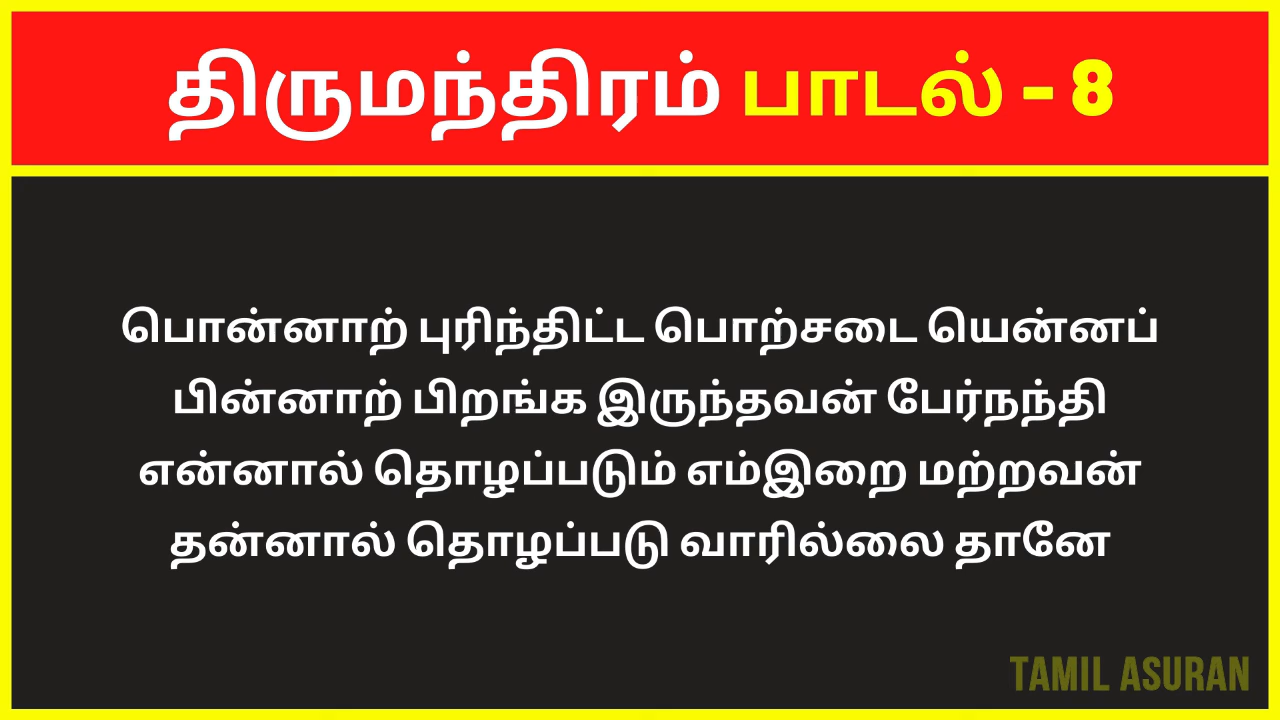 திருமந்திரம் பாடல் - 8
பொன்னாற் புரிந்திட்ட பொற்சடை யென்னப்
பின்னாற் பிறங்க இருந்தவன் பேர்நந்தி
என்னால் தொழப்படும் எம்இறை மற்றவன்
தன்னால் தொழப்படு வாரில்லை தானே
TAMIL ASURAN